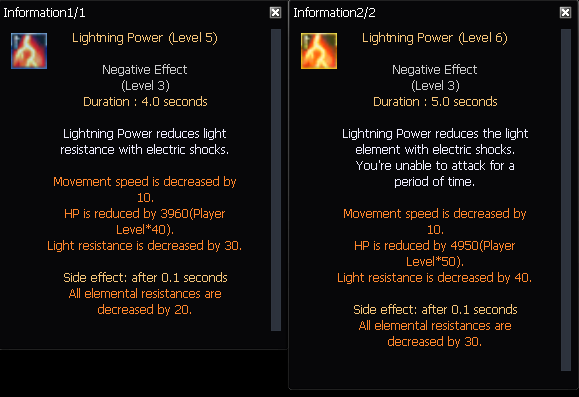 Information1/1
Lightning Power (Level 5)
Negative Effect
(Level 3)
Duration : 4.0 seconds
Lightning Power reduces light
resistance with electric shocks.
Movement speed is decreased by
10.
HP is reduced by 3960(Player
Level*40).
Light resistance is decreased by 30.
Side effect: after 0.1 seconds
All elemental resistances are
decreased by 20.
Information2/2
Lightning Power (Level 6)
Negative Effect
(Level 3)
Duration : 5.0 seconds
Lightning Power reduces the light
element with electric shocks.
You're unable to attack for a
period of time.
Movement speed is decreased by
10.
HP is reduced by 4950(Player
Level*50).
Light resistance is decreased by 40.
Side effect: after 0.1 seconds
All elemental resistances are
decreased by 30.